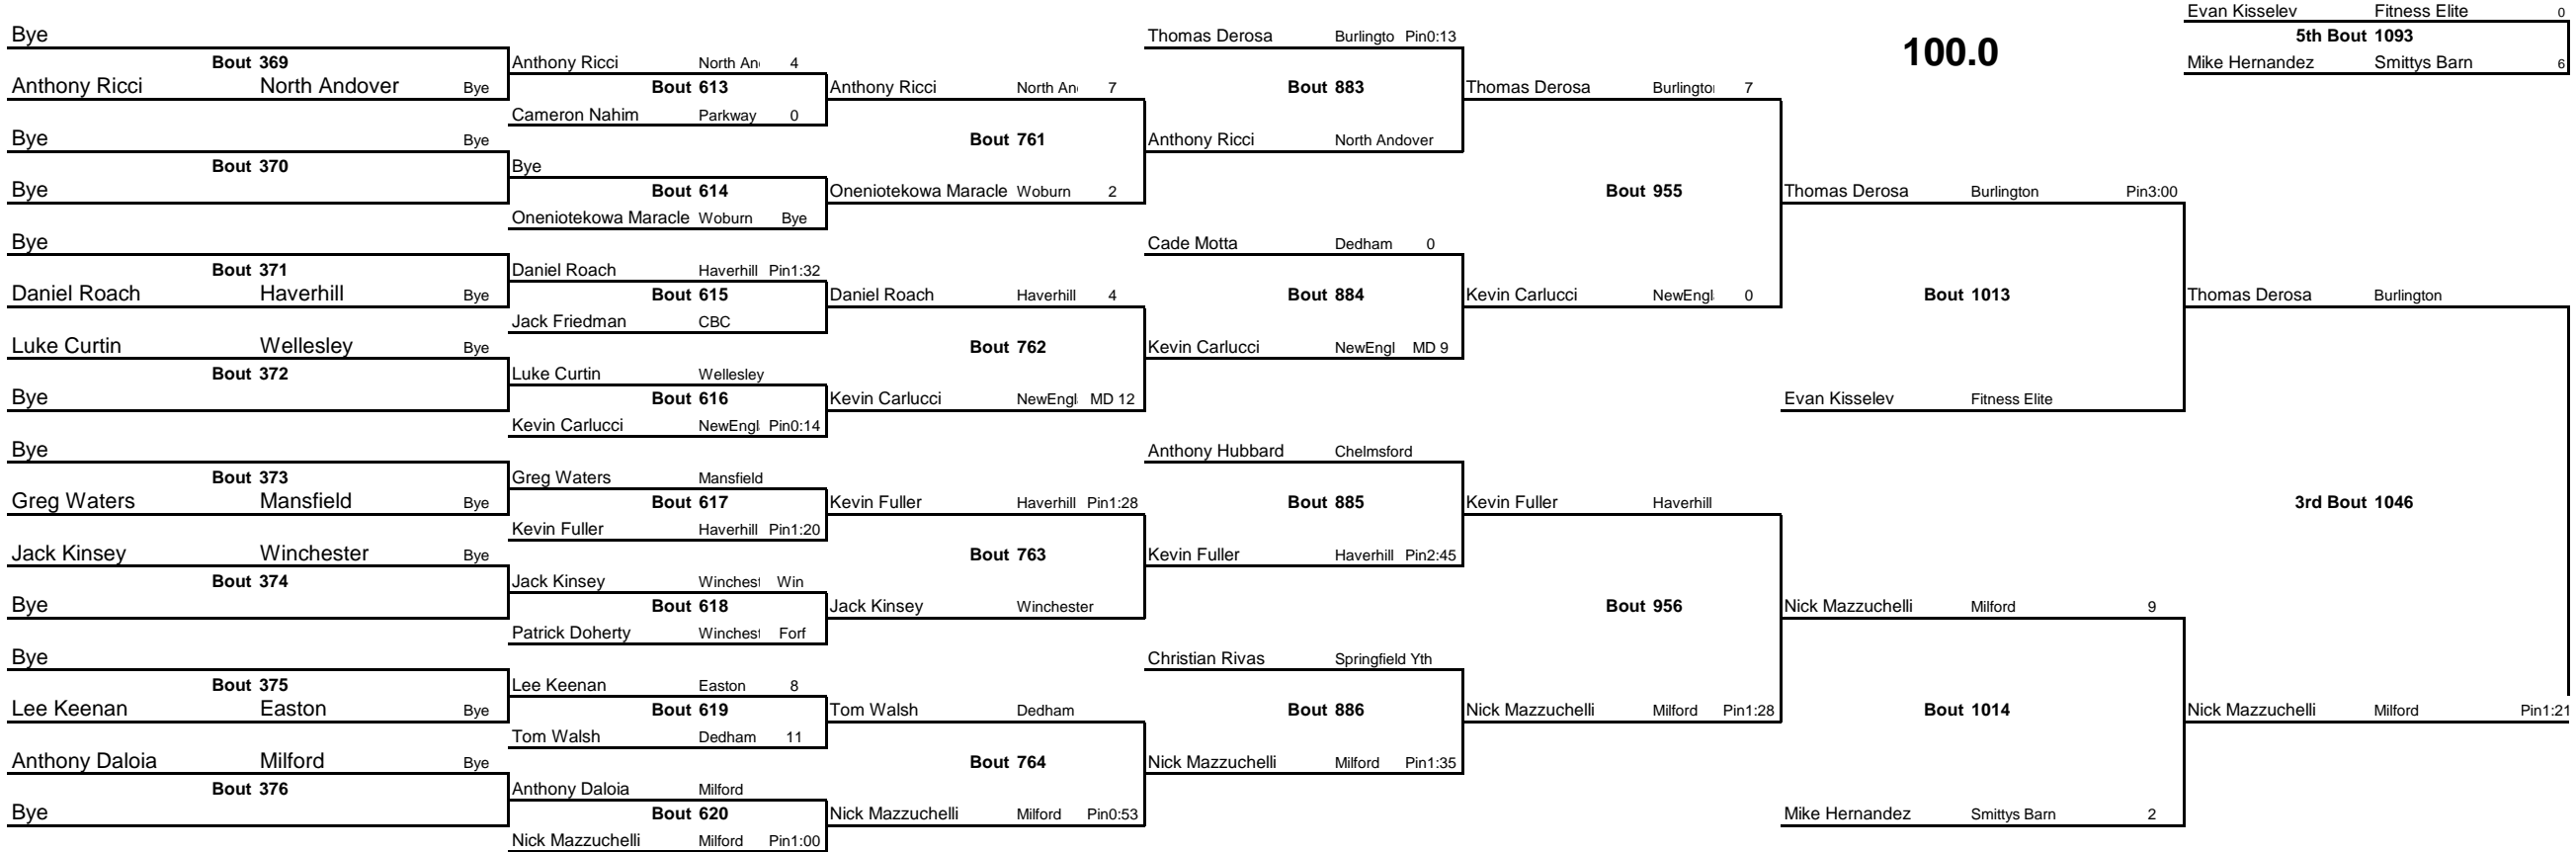 Evan Kisselev Fitness Elite 0
5th Bout 1093
Mike Hernandez Smittys Barn 6
100.0
Bye
Bout 369
Anthony Ricci North Andover Bye
Bye Bye
Bout 370
Bye
Bye
Bout 371
Daniel Roach Haverhill Bye
Luke Curtin Wellesley Bye
Bout 372
Bye
Bye
Bout 373
Greg Waters Mansfield Bye
Jack Kinsey Winchester Bye
Bout 374
Bye
Bye
Bout 375
Lee Keenan Easton Bye
Anthony Daloia Milford Bye
Bout 376
Bye
Anthony Ricci North An 4
Bout 613
Cameron Nahim Parkway 0
Bye
Bout 614
Oneniotekowa Maracle Woburn Bye
Daniel Roach Haverhill Pin1:32
Bout 615
Jack Friedman CBC
Luke Curtin Wellesley
Bout 616
Kevin Carlucci NewEngl Pin0:14
Greg Waters Mansfield
Bout 617
Kevin Fuller Haverhill Pin1:20
Jack Kinsey Winchest Win
Bout 618
Patrick Doherty Winchest Forf
Lee Keenan Easton 8
Bout 619
Tom Walsh Dedham 11
Anthony Daloia Milford
Bout 620
Nick Mazzuchelli Milford Pin1:00
Anthony Ricci North An 7
Bout 761
Oneniotekowa Maracle Woburn 2
Daniel Roach Haverhill 4
Bout 762
Kevin Carlucci NewEngl MD 12
Kevin Fuller Haverhill Pin1:28
Bout 763
Jack Kinsey Winchester
Tom Walsh Dedham
Bout 764
Nick Mazzuchelli Milford Pin0:53
Thomas Derosa Burlingto Pin0:13
Bout 883
Anthony Ricci North Andover
Cade Motta Dedham 0
Bout 884
Kevin Carlucci NewEngl MD 9
Anthony Hubbard Chelmsford
Bout 885
Kevin Fuller Haverhill Pin2:45
Christian Rivas Springfield Yth
Bout 886
Nick Mazzuchelli Milford Pin1:35
Thomas Derosa Burlingto 7
Bout 955
Kevin Carlucci NewEngl 0
Kevin Fuller Haverhill
Bout 956
Nick Mazzuchelli Milford Pin1:28
Thomas Derosa Burlington Pin3:00
Bout 1013
Evan Kisselev Fitness Elite
Nick Mazzuchelli Milford 9
Bout 1014
Mike Hernandez Smittys Barn 2
Thomas Derosa Burlington
3rd Bout 1046
Nick Mazzuchelli Milford Pin1:21